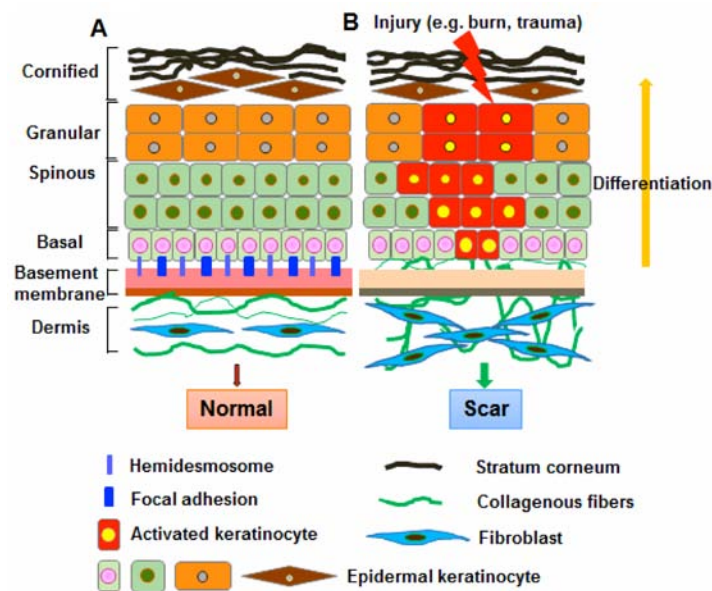 A
B
Injury (e.g. burn, trauma)
Cornified
Granular
Spinous
Differentiation
Basal
Basement
membrane
Dermis
Normal
Scar
Hemidesmosome
Stratum corneum
Focal adhesion
Collagenous fibers
Activated keratinocyte
Fibroblast
Epidermal keratinocyte